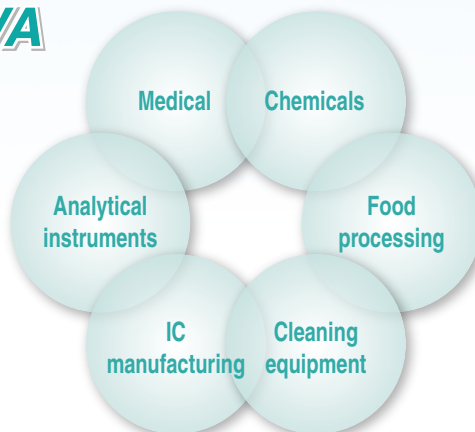 Medical
Chemicals
Analytical
instruments
Food
processing
IC
manufacturing
Cleaning
equipment